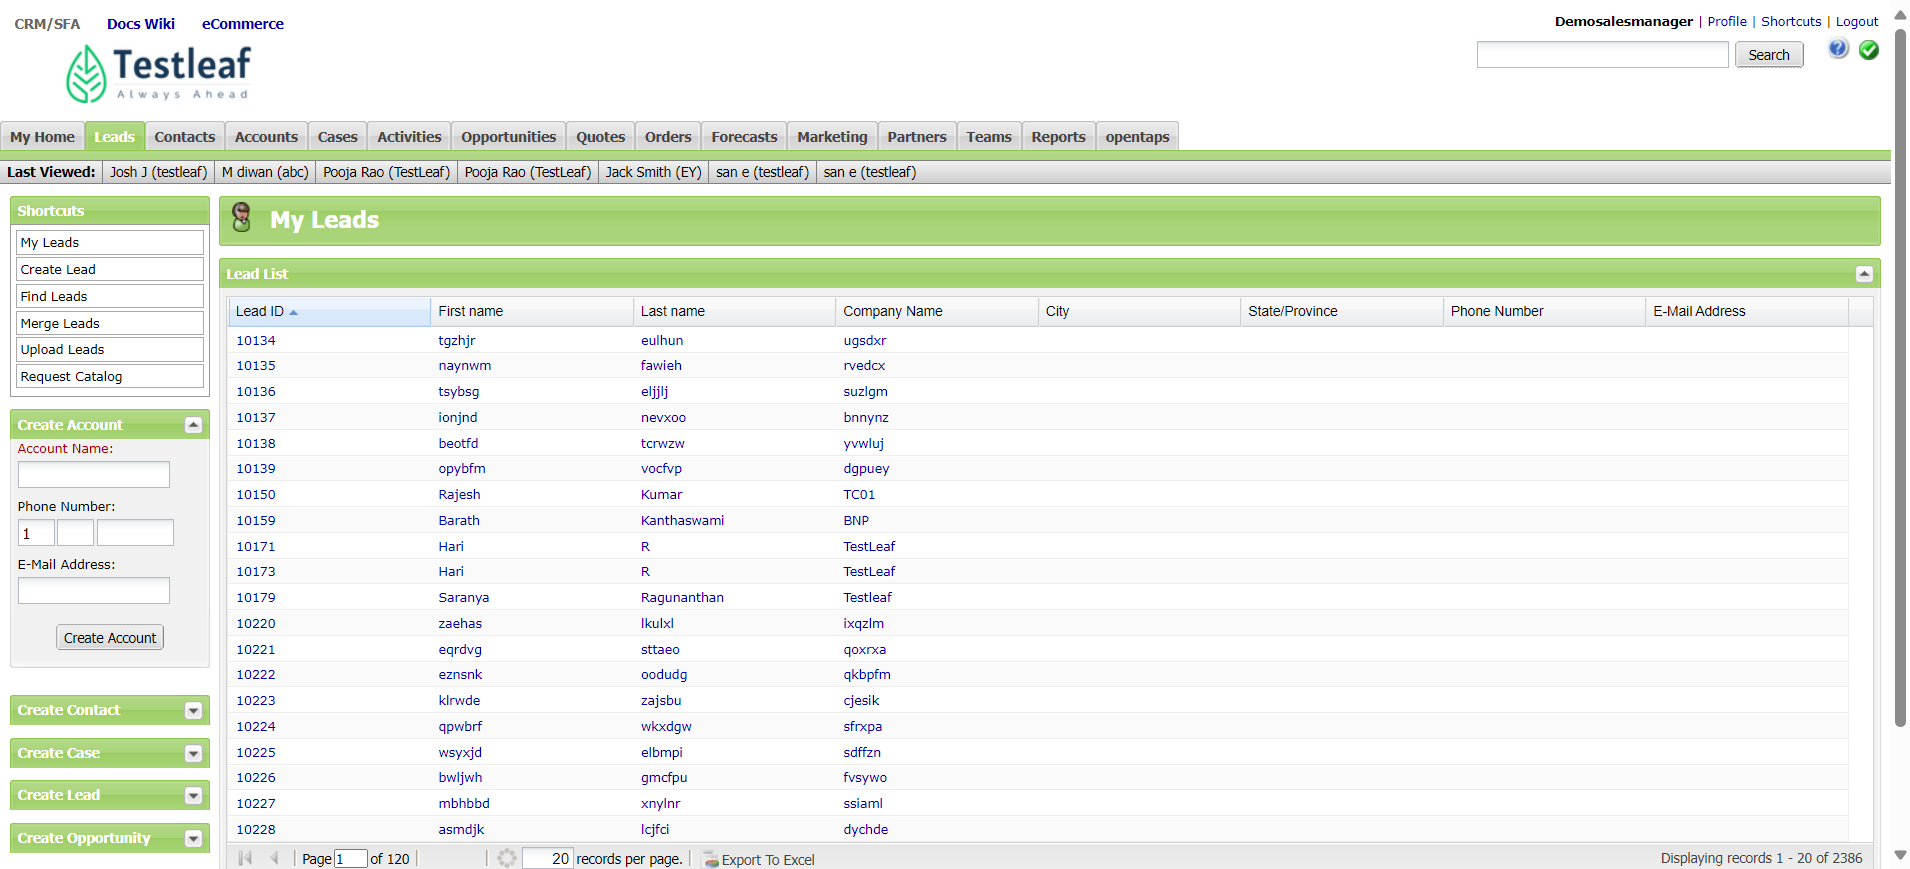 CRM/SFA Docs Wiki eCommerce
Demosalesmanager | Profile | Shortcuts | Logout
Testleaf
Always Ahead
Search
My Home Leads Contacts Accounts Cases Activities Opportunities Quotes Orders Forecasts Marketing Partners Teams Reports opentaps
Last Viewed: Josh J (testleaf) M diwan (abc) Pooja Rao (TestLeaf) Pooja Rao (TestLeaf) Jack Smith (EY) san e (testleaf) san e (testleaf)
Shortcuts
My Leads
Create Lead
Find Leads
Merge Leads
Upload Leads
Request Catalog
Create Account
Account Name:
Phone Number:
1
E-Mail Address:
Create Account
Create Contact
Create Case
Create Lead
Create Opportunity
My Leads
Lead List
Lead ID First name Last name Company Name City State/Province Phone Number E-Mail Address
10134 tgzhjr eulhun ugsdxr
10135 naynwm fawieh rvedcx
10136 tsybsg eljjlj suzlgm
10137 ionjnd nevxoo bnnynz
10138 beotfd tcrwzw yvwluj
10139 opybfm vocfvp dgpuey
10150 Rajesh Kumar TC01
10159 Barath Kanthaswami BNP
10171 Hari R TestLeaf
10173 Hari R TestLeaf
10179 Saranya Ragunanthan Testleaf
10220 zaehas lkulxl ixqzlm
10221 eqrdvg sttaeo qoxrxa
10222 eznsnk oodudg qkbpfm
10223 klrwde zajsbu cjesik
10224 qpwbrf wkxdgw sfrxpa
10225 wsyxjd elbmpi sdffzn
10226 bwljwh gmcfpu fvsywo
10227 mbhbbd xnylnr ssiaml
10228 asmdjk lcjfci dychde
Page 1 of 120 20 records per page. Export To Excel Displaying records 1 - 20 of 2386